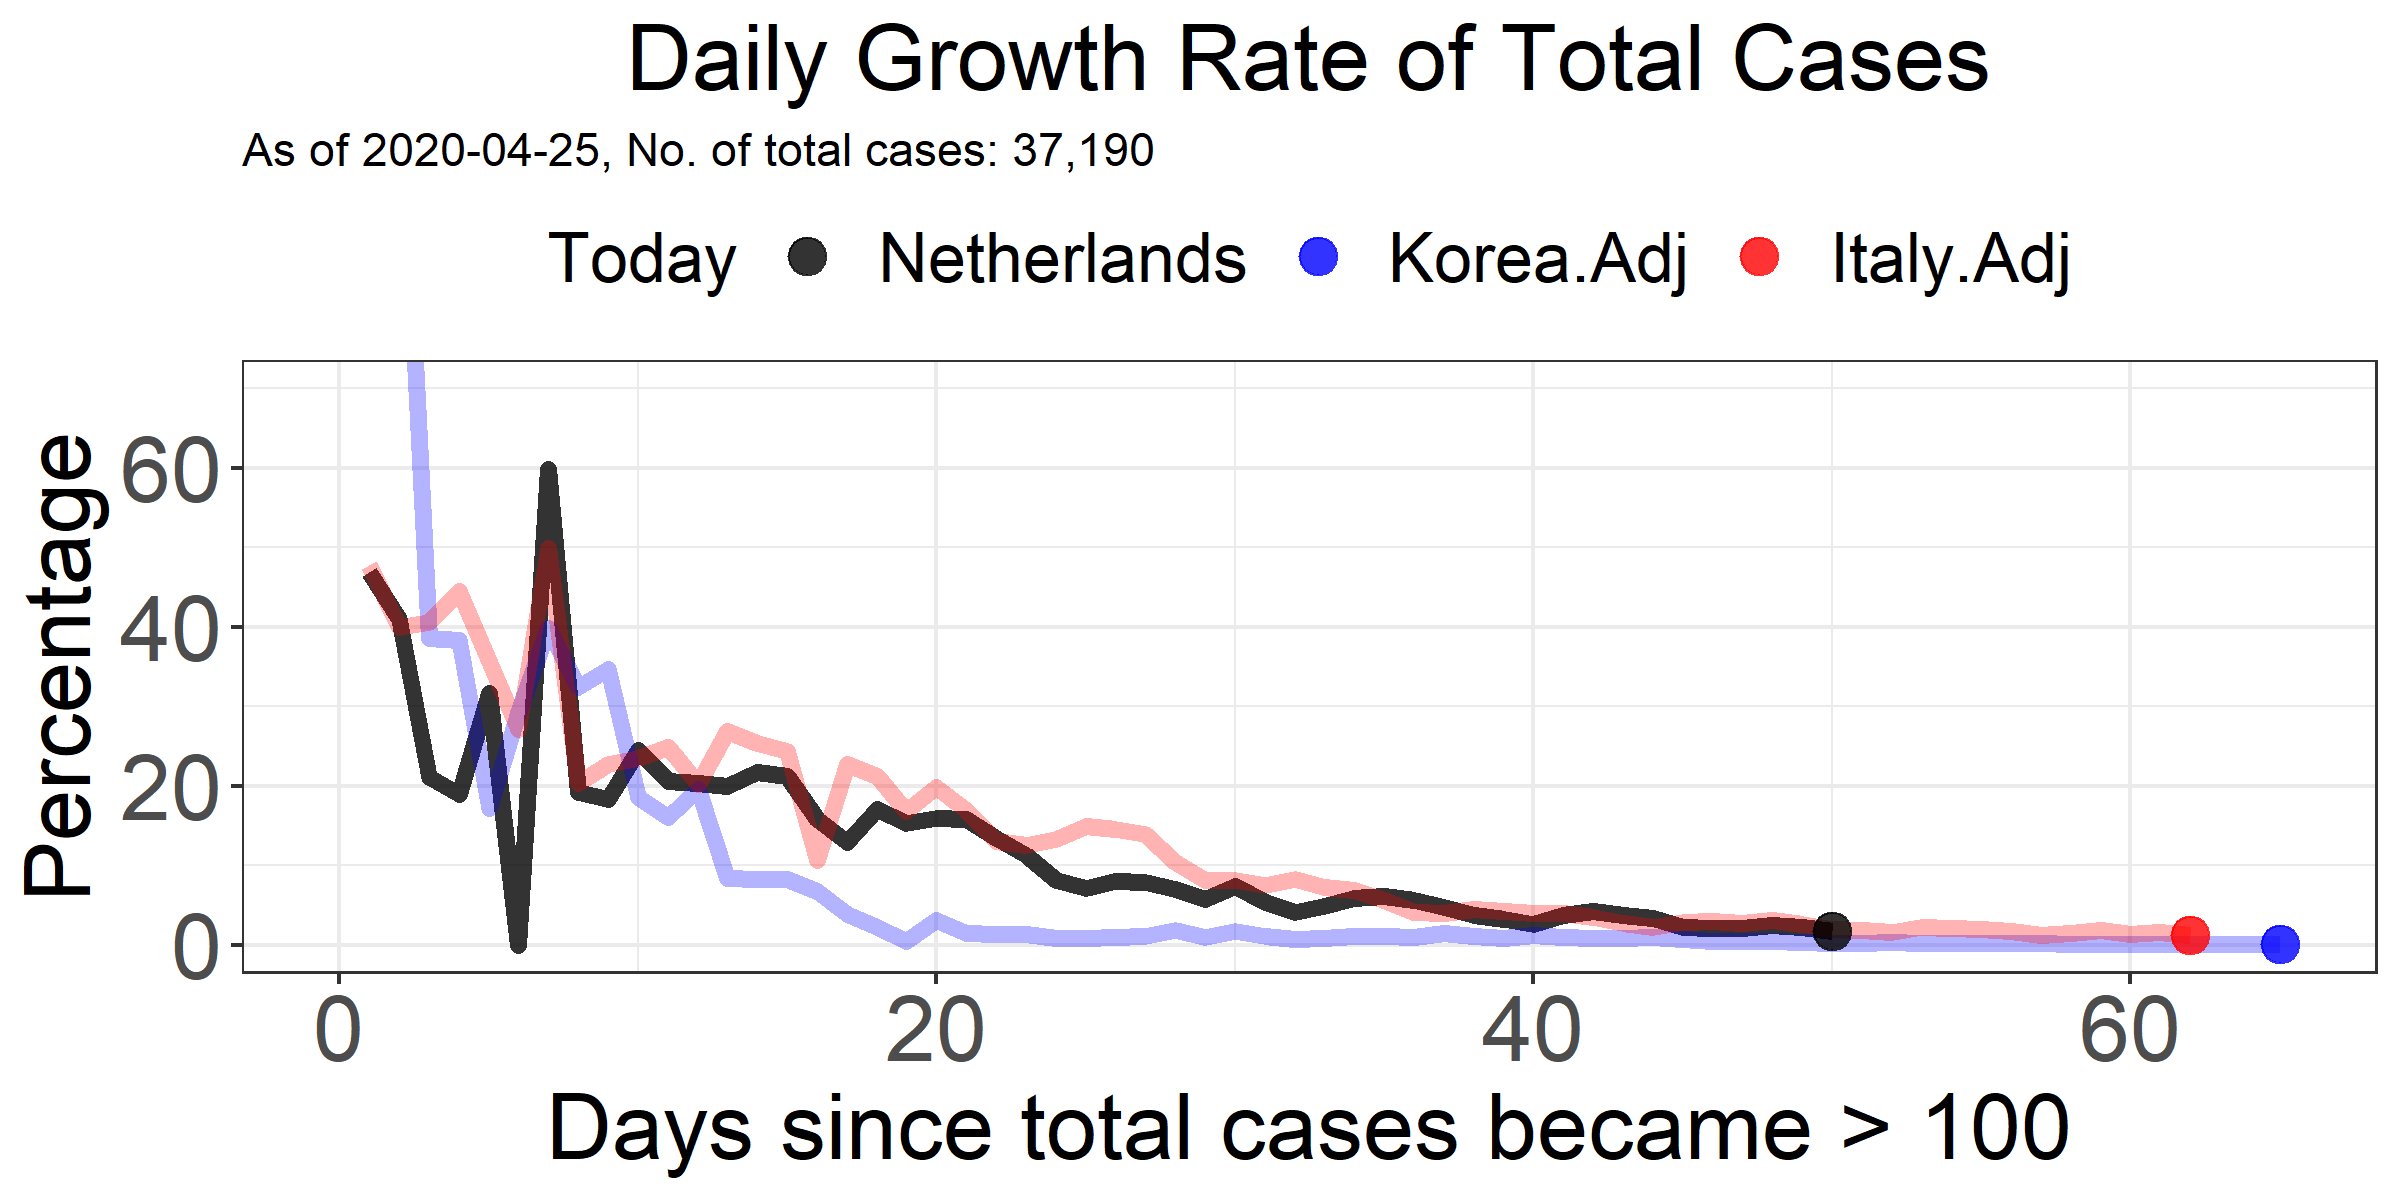 Daily Growth Rate of Total Cases
As of 2020-04-25, No. of total cases: 37,190
Today Netherlands Korea.Adj Italy.Adj
Percentage
60
40
20
0
0 20 40 60
Days since total cases became > 100